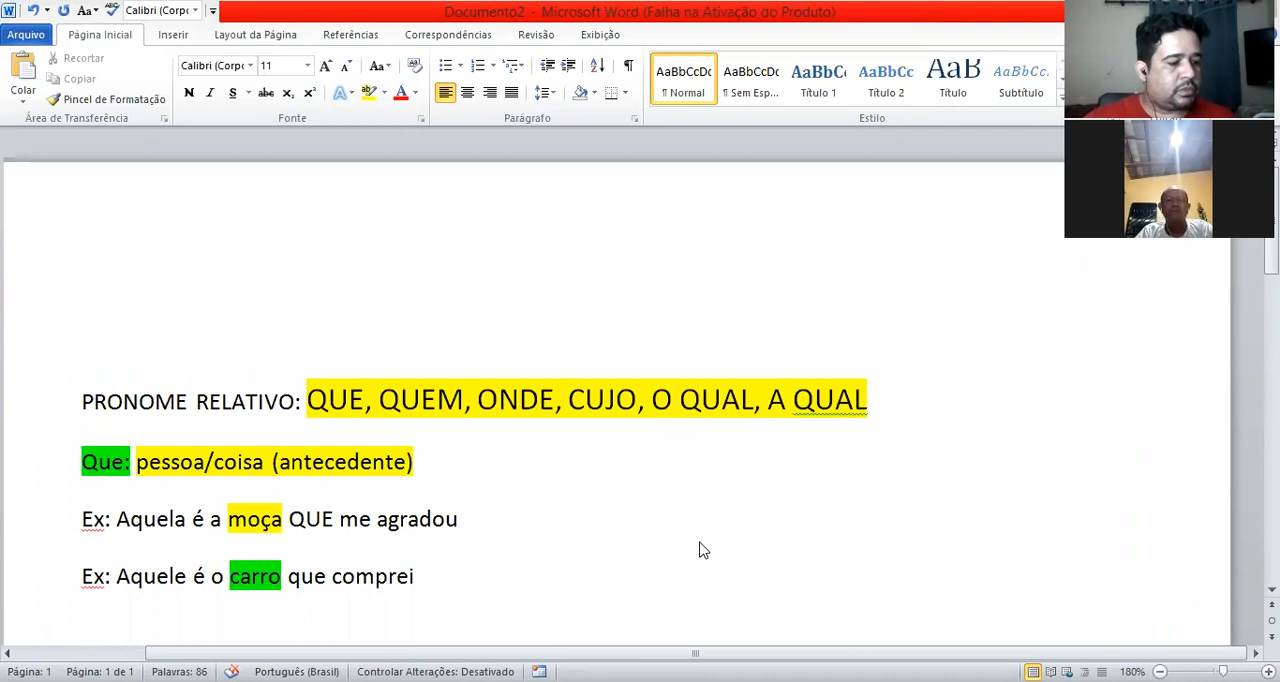 Documento2 - Microsoft Word (Falha na Ativação do Produto)
Calibri (Corpo
Arquivo Página Inicial Inserir Layout da Página Referências Correspondências Revisão Exibição
Colar
Recortar
Copiar
Pincel de Formatação
Área de Transferência
Calibri (Corpo 11
Fonte
Parágrafo
AaBbCcDc AaBbCcDc AaBbC AaBbCc AaB AaBbCc.
¶ Normal ¶ Sem Esp... Título 1 Título 2 Título Subtítulo
Estilo
PRONOME RELATIVO: QUE, QUEM, ONDE, CUJO, O QUAL, A QUAL
Que: pessoa/coisa (antecedente)
Ex: Aquela é a moça QUE me agradou
Ex: Aquele é o carro que comprei
Página: 1 Página: 1 de 1 Palavras: 86 Português (Brasil) Controlar Alterações: Desativado 180%